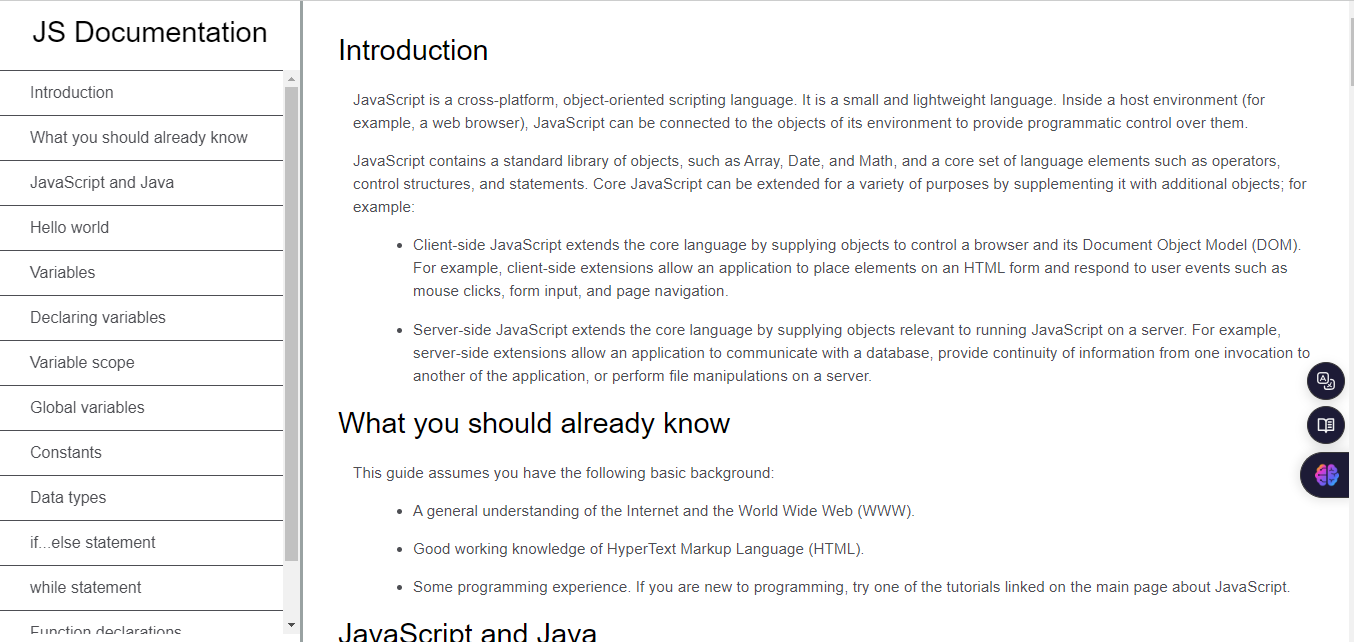 JS Documentation
Introduction
What you should already know
JavaScript and Java
Hello world
Variables
Declaring variables
Variable scope
Global variables
Constants
Data types
if...else statement
while statement
Function declarations
Introduction
JavaScript is a cross-platform, object-oriented scripting language. It is a small and lightweight language. Inside a host environment (for
example, a web browser), JavaScript can be connected to the objects of its environment to provide programmatic control over them.
JavaScript contains a standard library of objects, such as Array, Date, and Math, and a core set of language elements such as operators,
control structures, and statements. Core JavaScript can be extended for a variety of purposes by supplementing it with additional objects; for
example:
• Client-side JavaScript extends the core language by supplying objects to control a browser and its Document Object Model (DOM).
For example, client-side extensions allow an application to place elements on an HTML form and respond to user events such as
mouse clicks, form input, and page navigation.
• Server-side JavaScript extends the core language by supplying objects relevant to running JavaScript on a server. For example,
server-side extensions allow an application to communicate with a database, provide continuity of information from one invocation to
another of the application, or perform file manipulations on a server.
What you should already know
This guide assumes you have the following basic background:
• A general understanding of the Internet and the World Wide Web (WWW).
• Good working knowledge of HyperText Markup Language (HTML).
• Some programming experience. If you are new to programming, try one of the tutorials linked on the main page about JavaScript.
JavaScript and Java